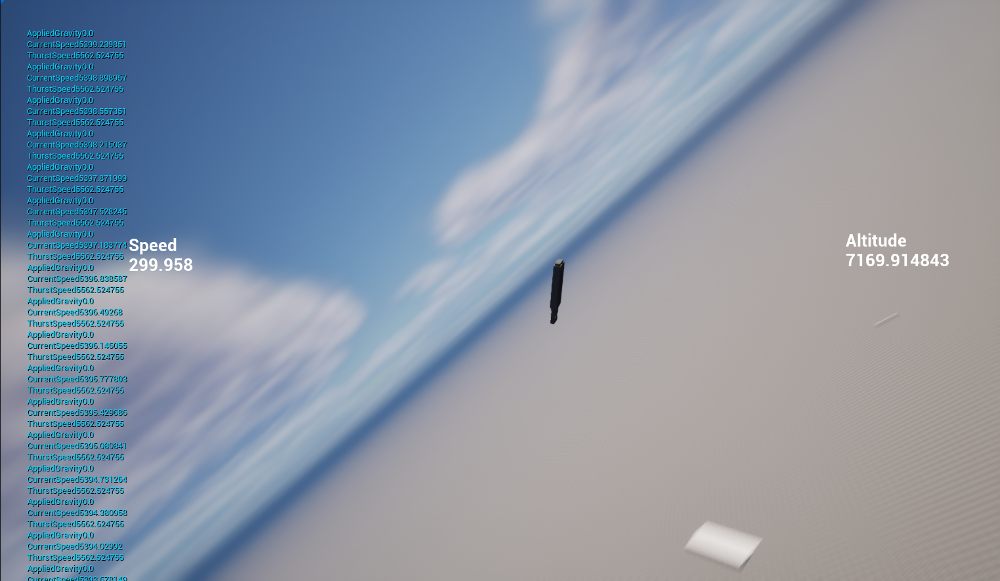 AppliedGravity0.0
CurrentSpeed5399.239851
ThurstSpeed5562.524755
AppliedGravity0.0
CurrentSpeed5398.898957
ThurstSpeed5562.524755
AppliedGravity0.0
CurrentSpeed5398.557351
ThurstSpeed5562.524755
AppliedGravity0.0
CurrentSpeed5398.215037
ThurstSpeed5562.524755
AppliedGravity0.0
CurrentSpeed5397.871999
ThurstSpeed5562.524755
AppliedGravity0.0
CurrentSpeed5397.528245
ThurstSpeed5562.524755
AppliedGravity0.0
CurrentSpeed5397.183774
ThurstSpeed5562.524755
AppliedGravity0.0
CurrentSpeed5396.838587
ThurstSpeed5562.524755
AppliedGravity0.0
CurrentSpeed5396.49268
ThurstSpeed5562.524755
AppliedGravity0.0
CurrentSpeed5396.146055
ThurstSpeed5562.524755
AppliedGravity0.0
CurrentSpeed5395.777803
ThurstSpeed5562.524755
AppliedGravity0.0
CurrentSpeed5395.429686
ThurstSpeed5562.524755
AppliedGravity0.0
CurrentSpeed5395.080841
ThurstSpeed5562.524755
AppliedGravity0.0
CurrentSpeed5394.731264
ThurstSpeed5562.524755
AppliedGravity0.0
CurrentSpeed5394.380958
ThurstSpeed5562.524755
AppliedGravity0.0
CurrentSpeed5394.02992
ThurstSpeed5562.524755
AppliedGravity0.0
CurrentSpeed5393.678149
Speed
299.958
Altitude
7169.914843